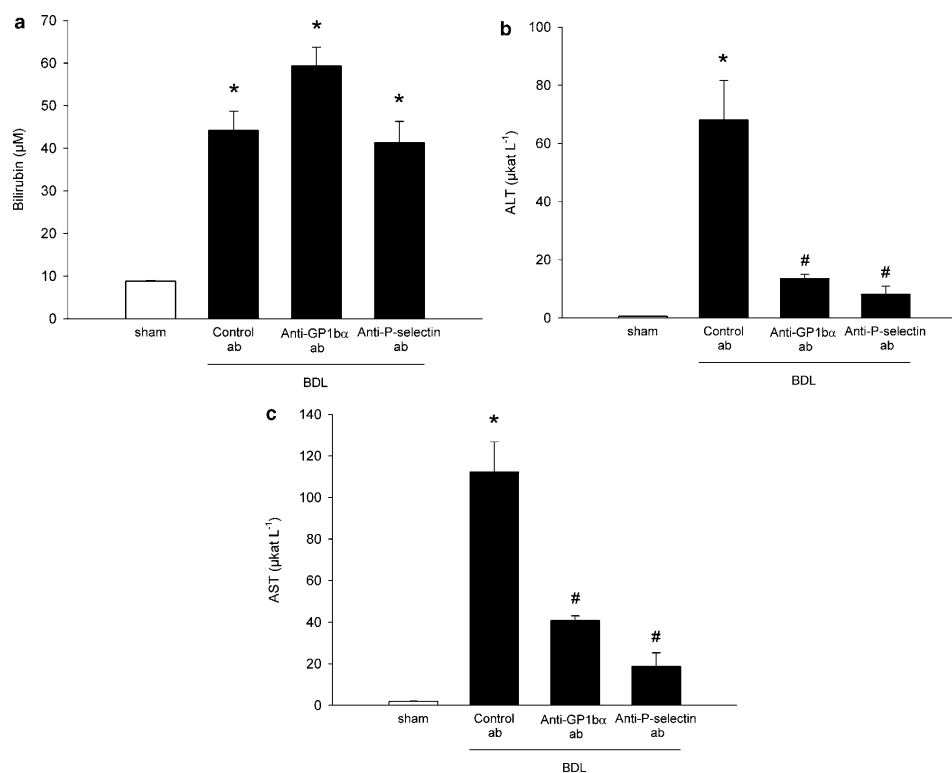 a
70
60
50
40
30
20
10
0
Bilirubin (µM)
*
*
*
sham
Control ab
Anti-GP1bα ab
Anti-P-selectin ab
BDL
b
100
80
60
40
20
0
ALT (µkat L⁻¹)
*
#
#
sham
Control ab
Anti-GP1bα ab
Anti-P-selectin ab
BDL
c
140
120
100
80
60
40
20
0
AST (µkat L⁻¹)
*
#
#
sham
Control ab
Anti-GP1bα ab
Anti-P-selectin ab
BDL